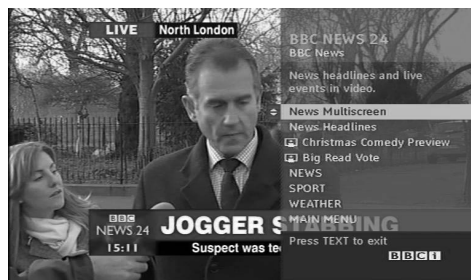 LIVE North London
BBC NEWS 24
BBC News
News headlines and live
events in video.
News Multiscreen
News Headlines
Christmas Comedy Preview
Big Read Vote
NEWS
SPORT
WEATHER
MAIN MENU
Press TEXT to exit
BBC 1
BBC
NEWS 24
15:11
JOGGER STABBING
Suspect was